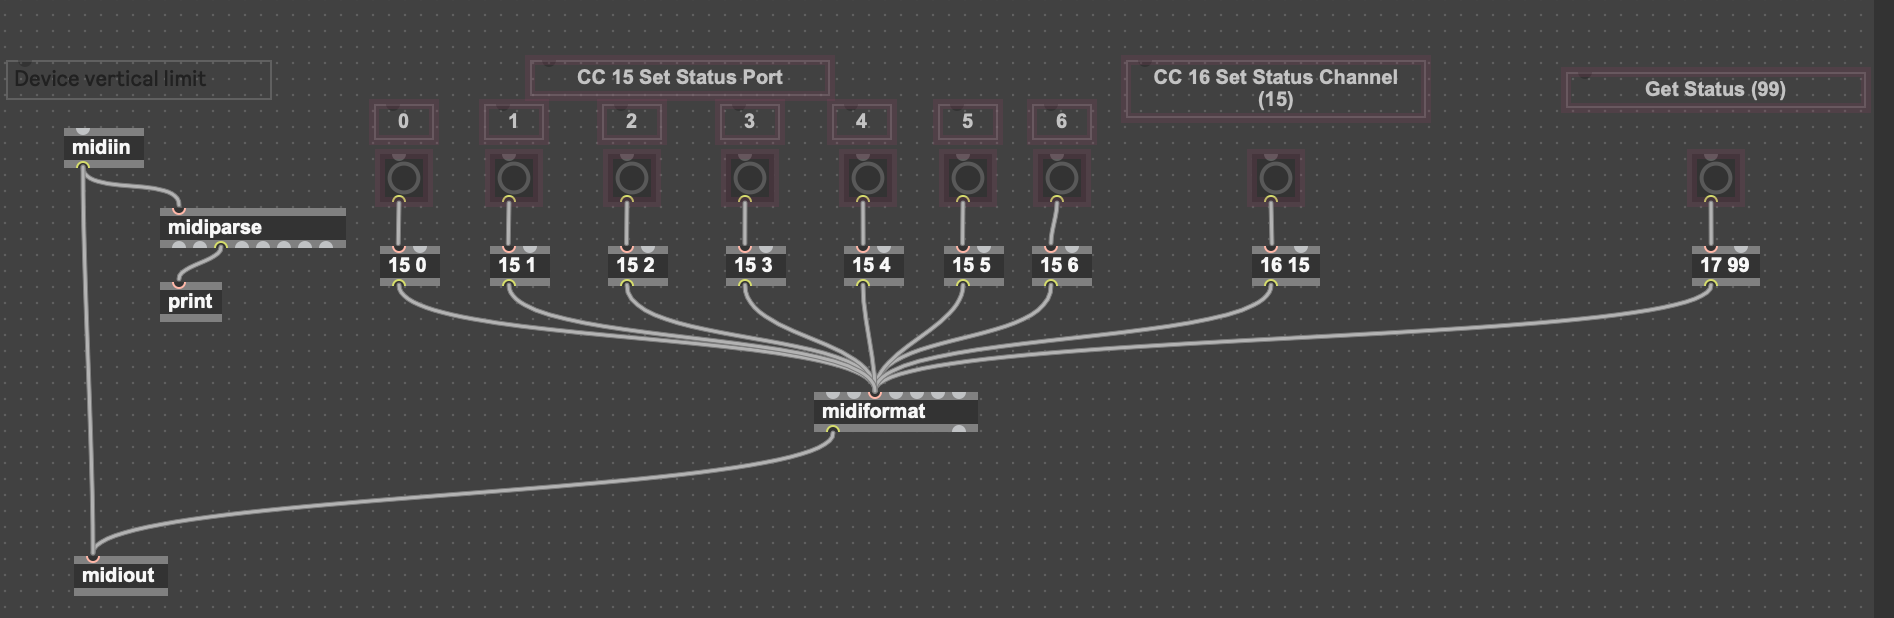 Device vertical limit
CC 15 Set Status Port
CC 16 Set Status Channel
(15)
Get Status (99)
0
1
2
3
4
5
6
midiin
midiparse
print
15 0
15 1
15 2
15 3
15 4
15 5
15 6
16 15
17 99
midiformat
midiout